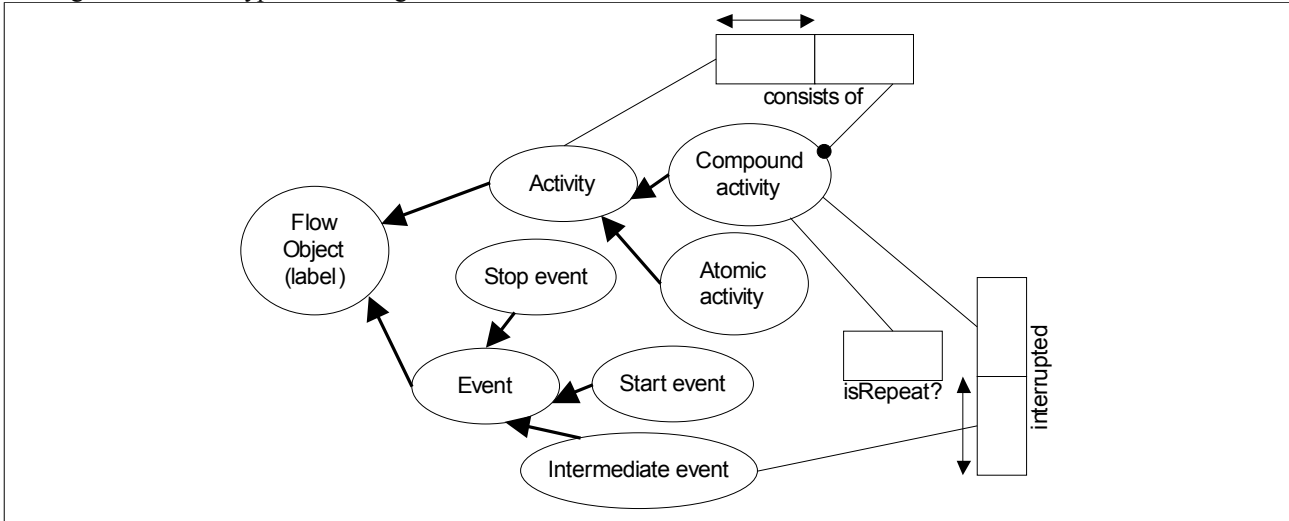 consists of
Compound
activity
Activity
Flow
Object
(label)
Stop event
Atomic
activity
Event
Start event
isRepeat?
interrupted
Intermediate event